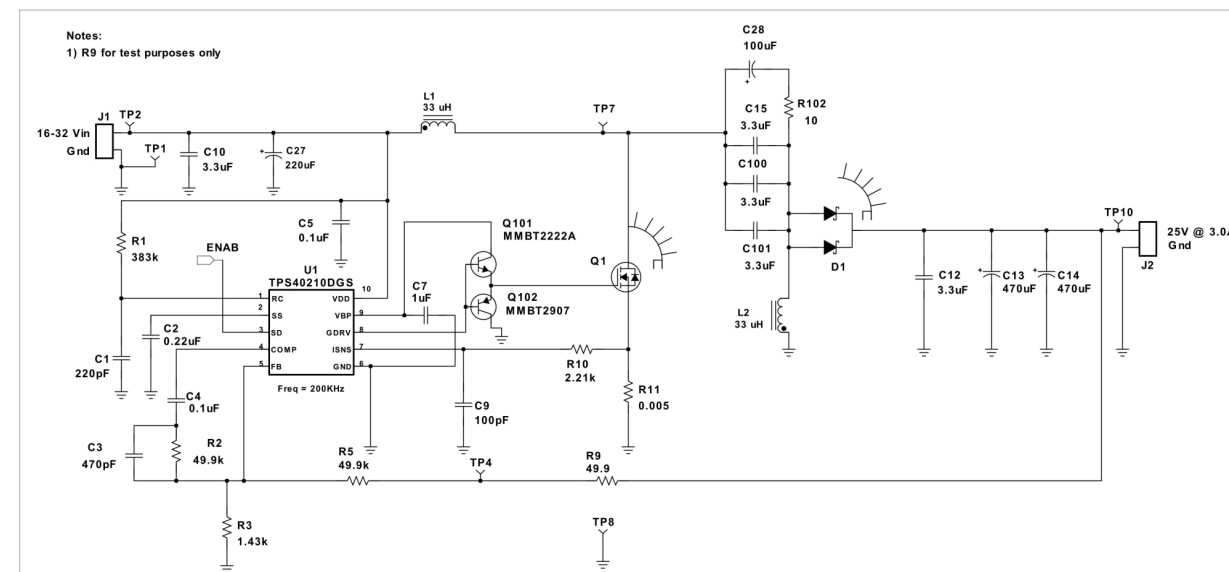 Notes:
1) R9 for test purposes only
C28
100uF
R102
10
C15
3.3uF
C100
3.3uF
C101
3.3uF
L1
33 uH
TP7
J1
TP2
16-32 Vin
Gnd
TP1
C10
3.3uF
C27
220uF
C5
0.1uF
R1
383k
ENAB
U1
TPS40210DGS
1
RC
2
SS
3
SD
4
COMP
5
FB
10
VDD
9
VBP
8
GDRV
7
ISNS
6
GND
Freq = 200KHz
C7
1uF
Q101
MMBT2222A
Q102
MMBT2907
Q1
D1
TP10
25V @ 3.0A
Gnd
J2
C12
3.3uF
C13
470uF
C14
470uF
L2
33 uH
C2
0.22uF
C1
220pF
C4
0.1uF
C3
470pF
R2
49.9k
R10
2.21k
R11
0.005
C9
100pF
R5
49.9k
TP4
R9
49.9
R3
1.43k
TP8